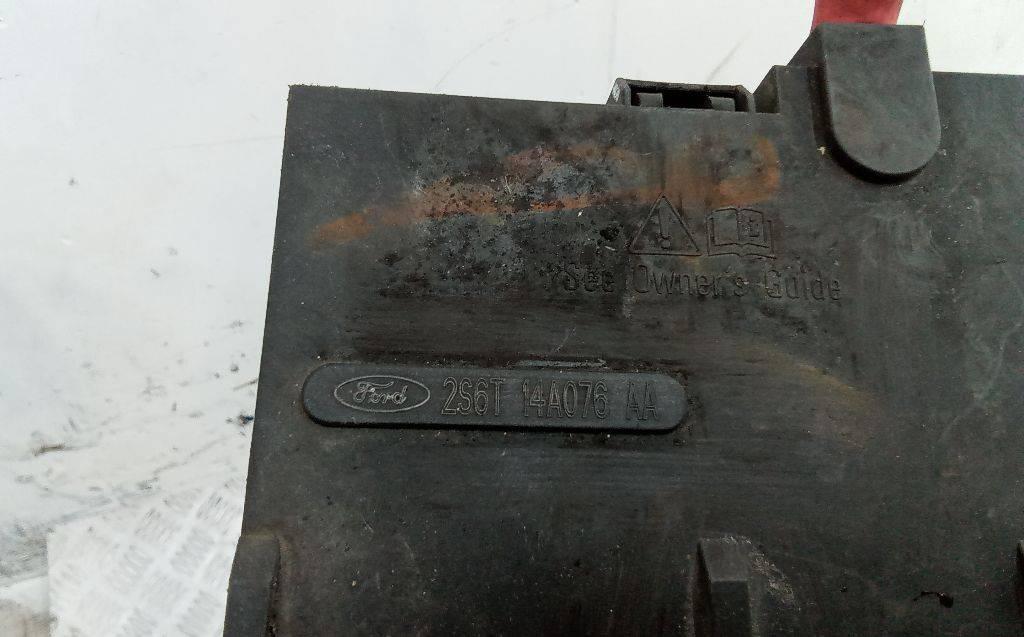 See Owner's Guide
Ford 2S6T 14A076 AA